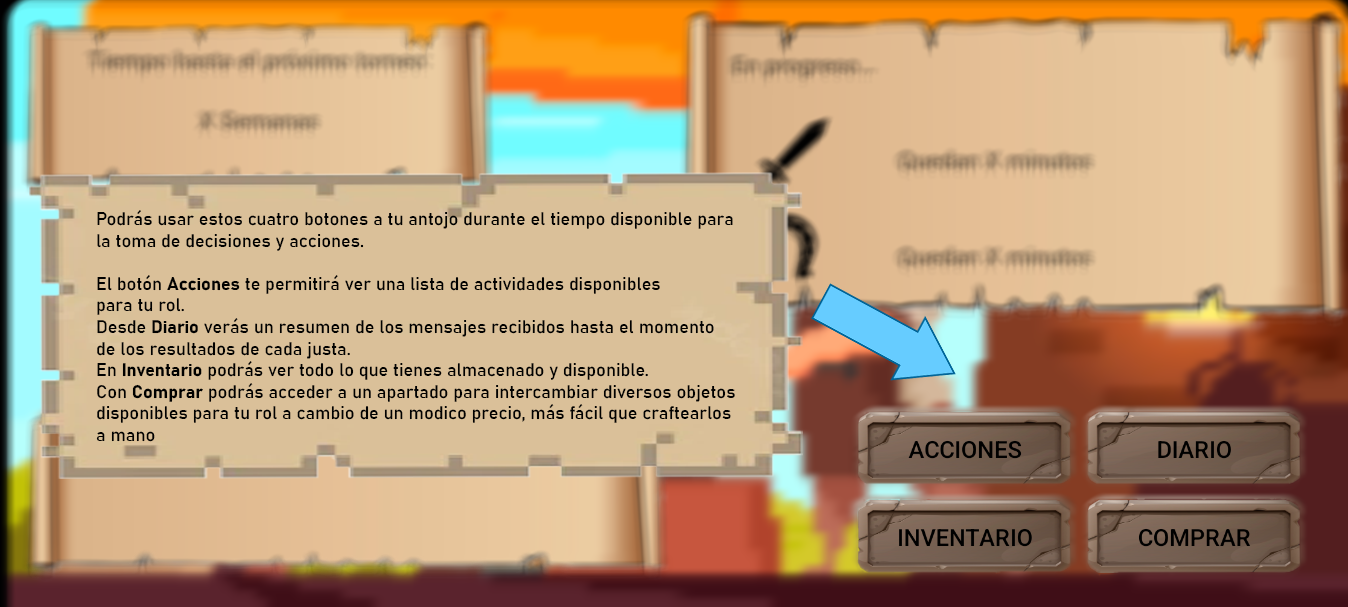 Tiempo hasta el próximo torneo:
X Semanas
En progreso...
Quedan X minutos
Quedan X minutos
Podrás usar estos cuatro botones a tu antojo durante el tiempo disponible para
la toma de decisiones y acciones.
El botón Acciones te permitirá ver una lista de actividades disponibles
para tu rol.
Desde Diario verás un resumen de los mensajes recibidos hasta el momento
de los resultados de cada justa.
En Inventario podrás ver todo lo que tienes almacenado y disponible.
Con Comprar podrás acceder a un apartado para intercambiar diversos objetos
disponibles para tu rol a cambio de un modico precio, más fácil que craftearlos
a mano
ACCIONES
DIARIO
INVENTARIO
COMPRAR